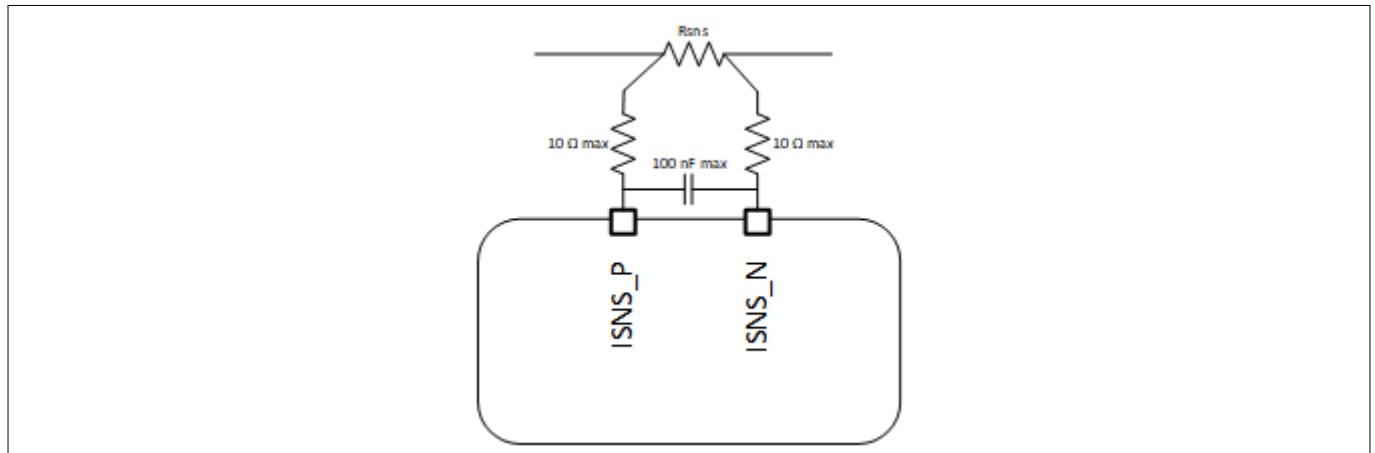 Rsns
10 Ω max
10 Ω max
100 nF max
ISNS_P
ISNS_N